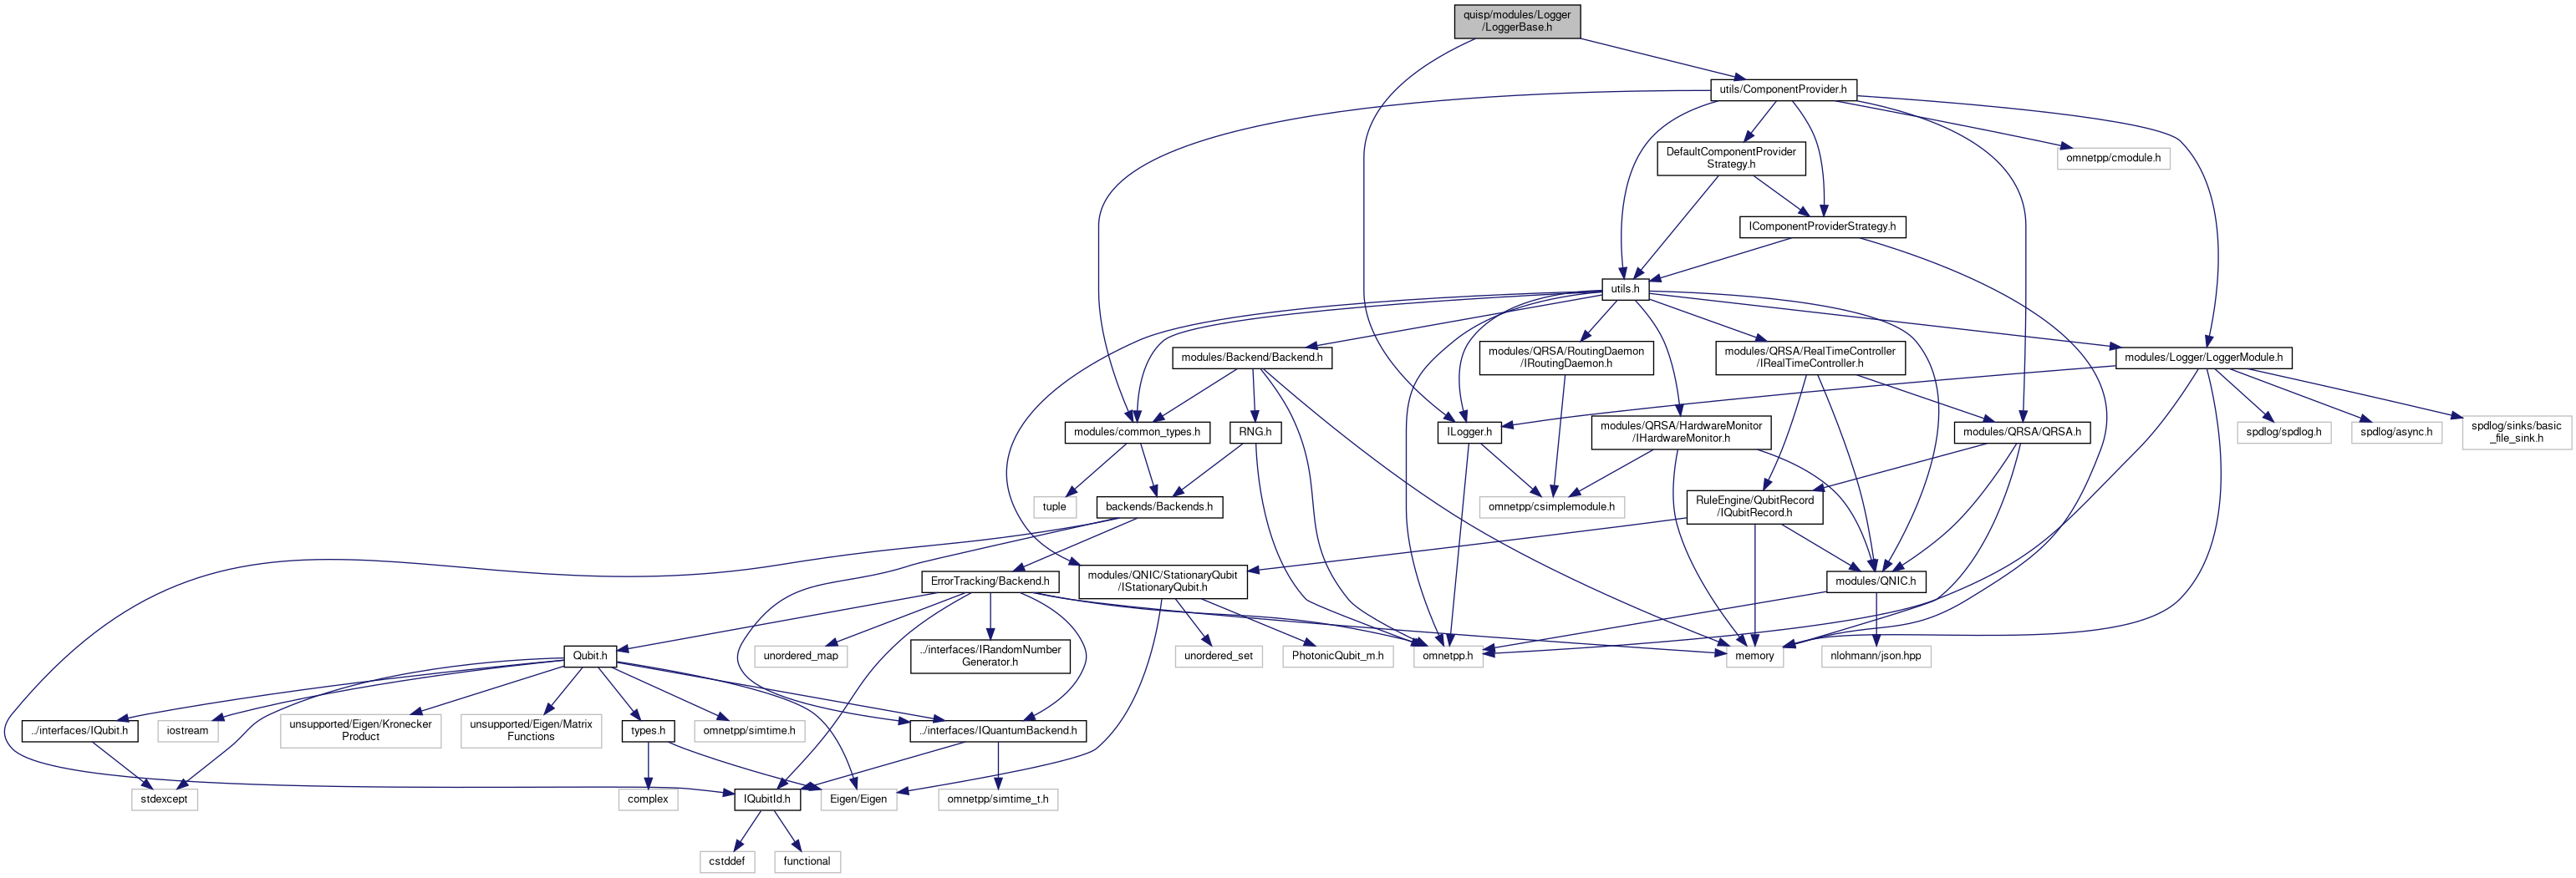 quisp/modules/Logger
/LoggerBase.h
utils/ComponentProvider.h
DefaultComponentProvider
Strategy.h
omnetpp/cmodule.h
IComponentProviderStrategy.h
utils.h
modules/Backend/Backend.h
modules/QRSA/RoutingDaemon
/IRoutingDaemon.h
modules/QRSA/RealTimeController
/IRealTimeController.h
modules/Logger/LoggerModule.h
modules/common_types.h
RNG.h
ILogger.h
modules/QRSA/HardwareMonitor
/IHardwareMonitor.h
modules/QRSA/QRSA.h
spdlog/spdlog.h
spdlog/async.h
spdlog/sinks/basic
_file_sink.h
tuple
backends/Backends.h
omnetpp/csimplemodule.h
RuleEngine/QubitRecord
/IQubitRecord.h
ErrorTracking/Backend.h
modules/QNIC/StationaryQubit
/IStationaryQubit.h
modules/QNIC.h
Qubit.h
unordered_map
../interfaces/IRandomNumber
Generator.h
unordered_set
PhotonicQubit_m.h
omnetpp.h
memory
nlohmann/json.hpp
../interfaces/IQubit.h
iostream
unsupported/Eigen/Kronecker
Product
unsupported/Eigen/Matrix
Functions
types.h
omnetpp/simtime.h
../interfaces/IQuantumBackend.h
stdexcept
complex
IQubitId.h
Eigen/Eigen
omnetpp/simtime_t.h
cstddef
functional